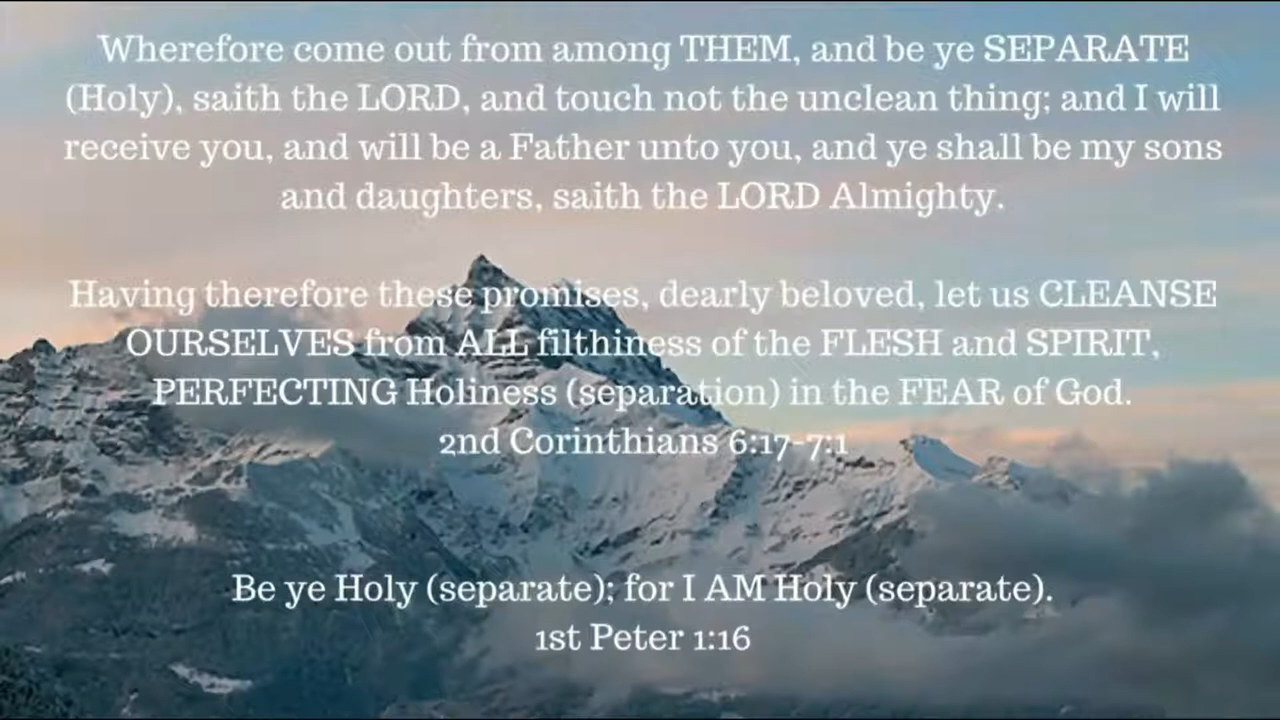 Wherefore come out from among THEM, and be ye SEPARATE
(Holy), saith the LORD, and touch not the unclean thing; and I will
receive you, and will be a Father unto you, and ye shall be my sons
and daughters, saith the LORD Almighty.
Having therefore these promises, dearly beloved, let us CLEANSE
OURSELVES from ALL filthiness of the FLESH and SPIRIT,
PERFECTING Holiness (separation) in the FEAR of God.
2nd Corinthians 6:17-7:1
Be ye Holy (separate); for I AM Holy (separate).
1st Peter 1:16